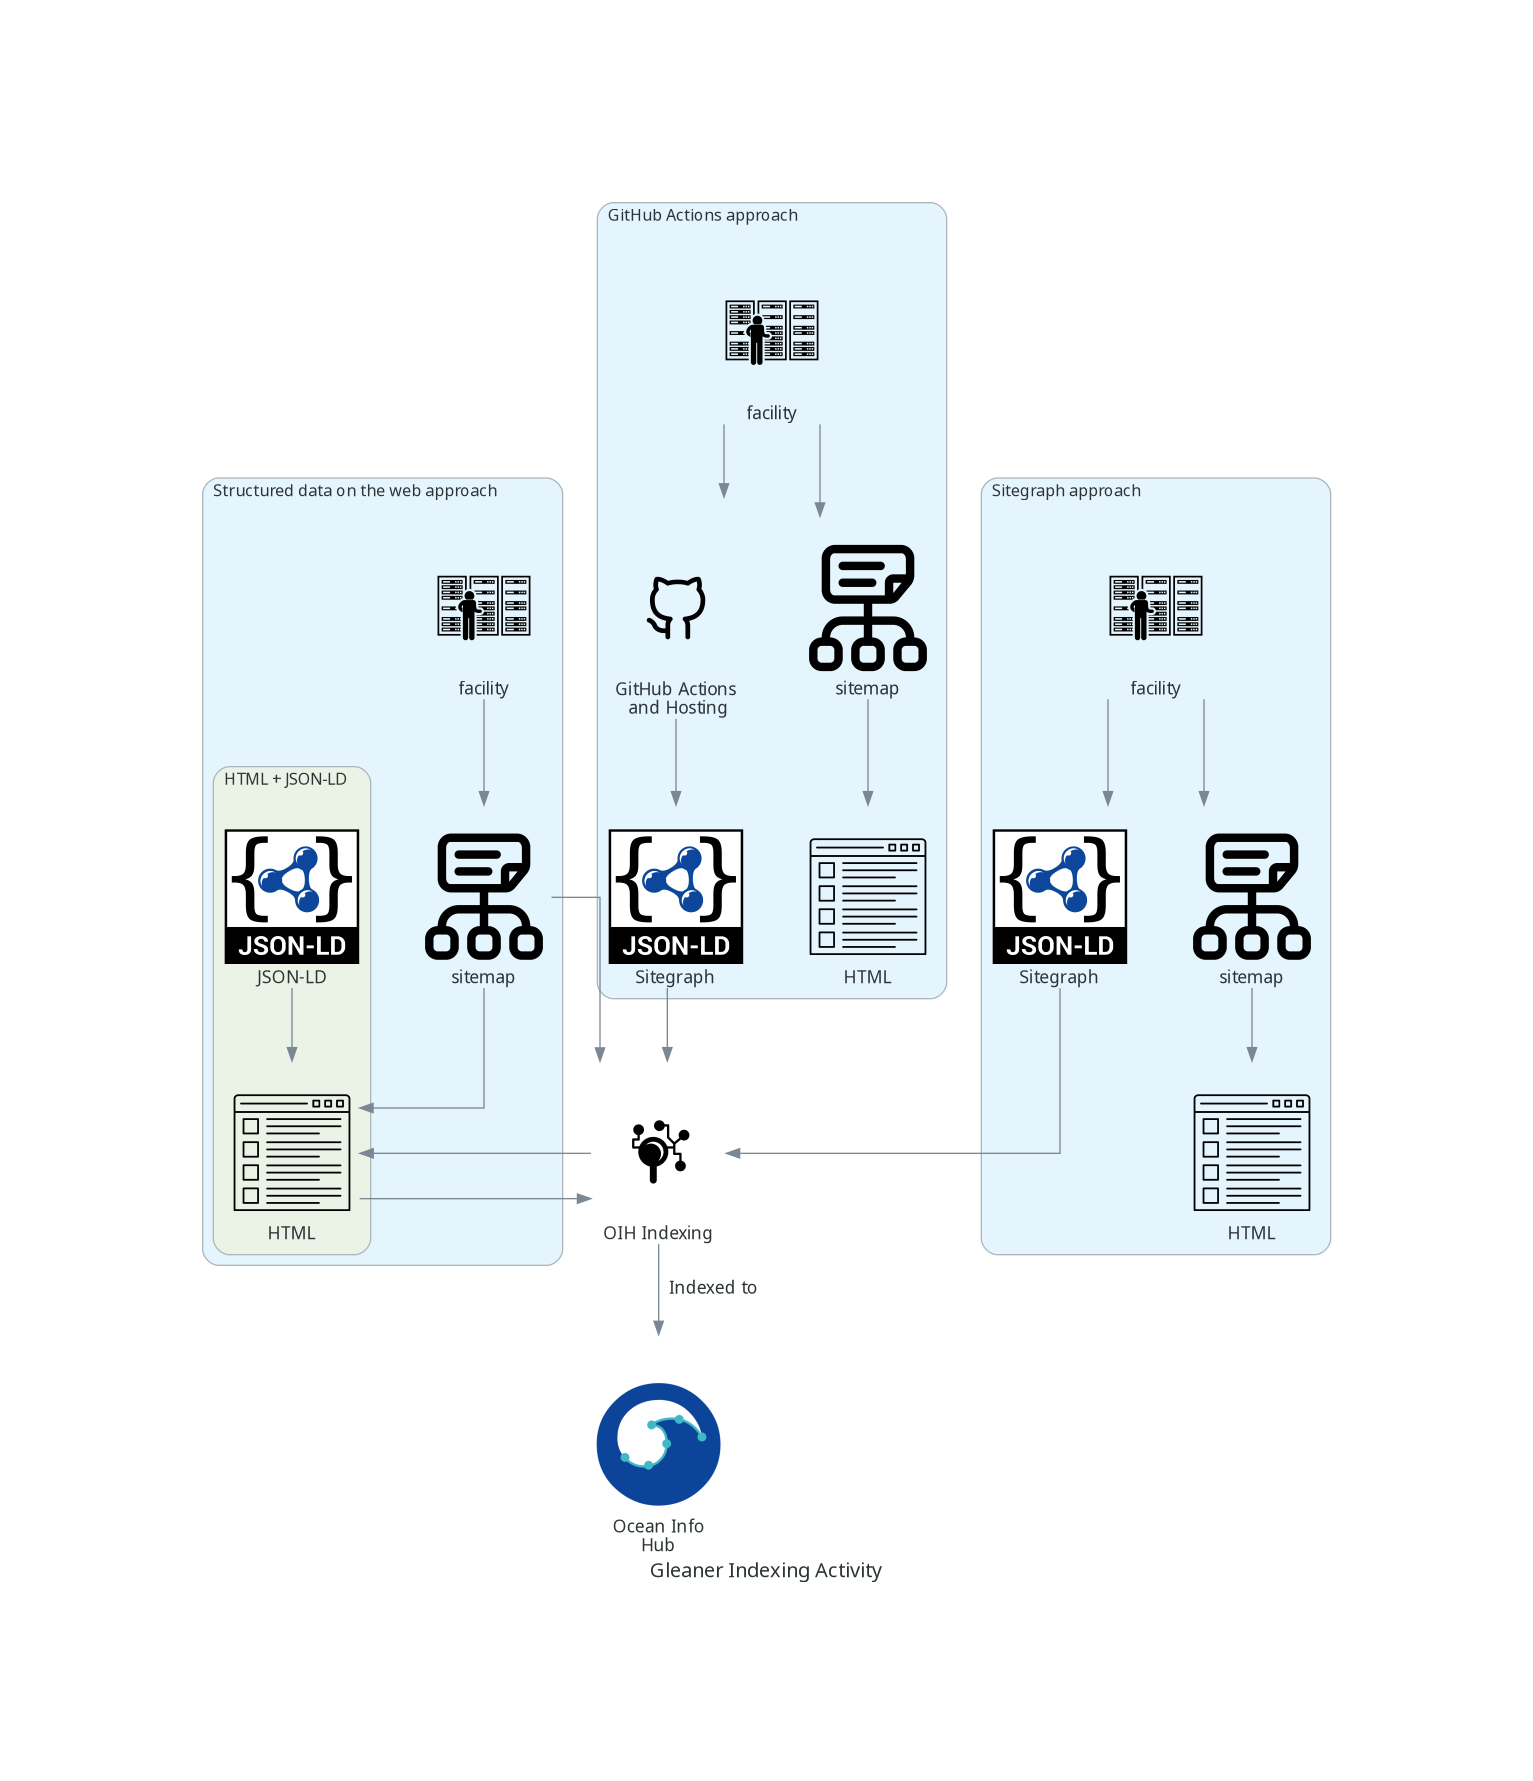 GitHub Actions approach
facility
Structured data on the web approach
Sitegraph approach
facility
GitHub Actions
and Hosting
sitemap
facility
HTML + JSON-LD
{ }
JSON-LD
JSON-LD
sitemap
{ }
JSON-LD
Sitegraph
HTML
{ }
JSON-LD
Sitegraph
sitemap
HTML
OIH Indexing
HTML
Indexed to
Ocean Info
Hub
Gleaner Indexing Activity